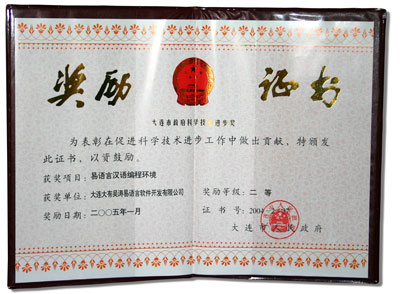 奖励 证书
大连市政府科学技术进步奖
为表彰在促进科学技术进步工作中做出贡献，特颁发
此证书，以资鼓励。
获奖项目：易语言汉语编程环境
获奖单位：大连大有吴涛易语言软件开发有限公司
奖励等级：二等
奖励日期：二〇〇五年一月
证书号：2004
大连市人民政府